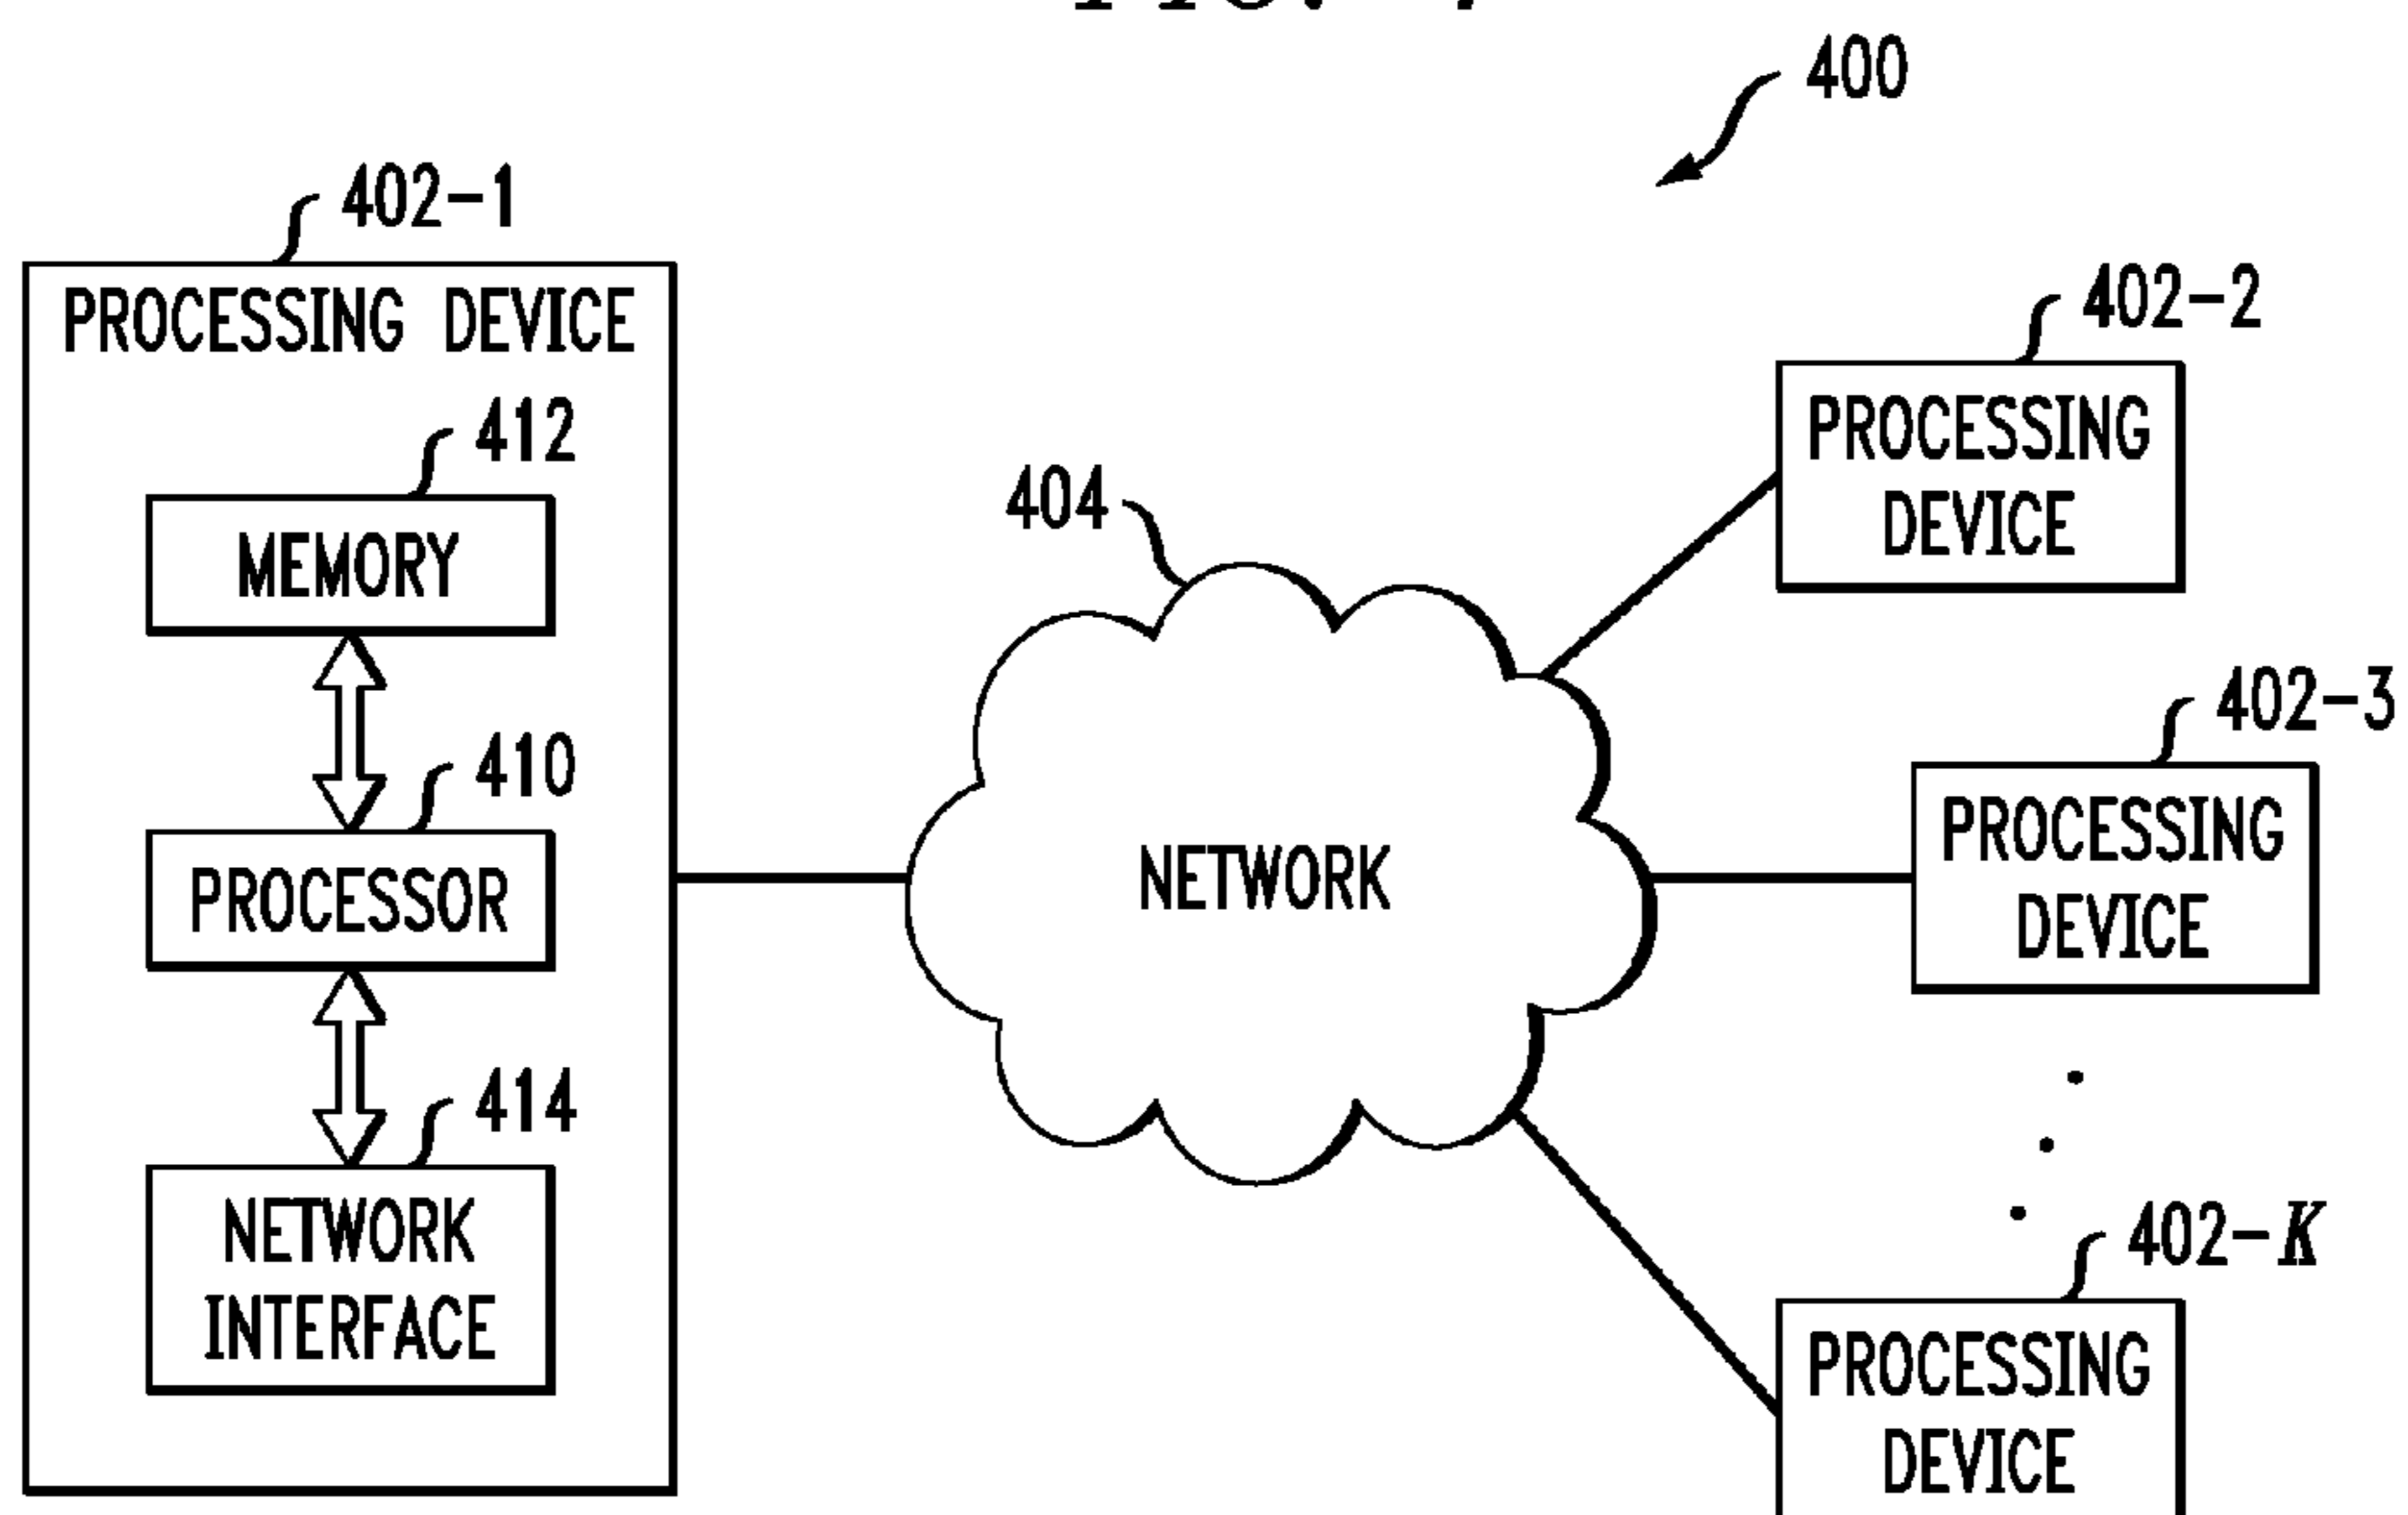 400
402-1
PROCESSING DEVICE
412
MEMORY
410
PROCESSOR
414
NETWORK
INTERFACE
404
NETWORK
402-2
PROCESSING
DEVICE
402-3
PROCESSING
DEVICE
402-K
PROCESSING
DEVICE